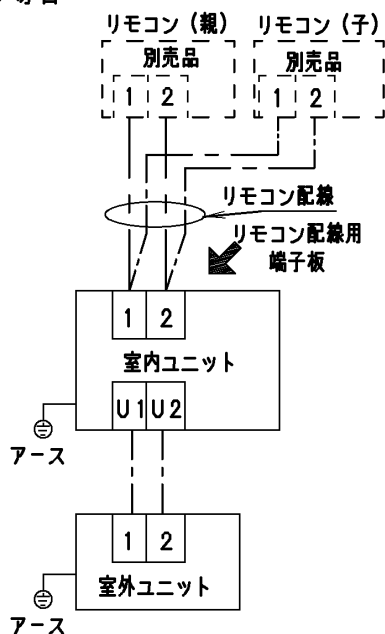 リモコン（親） リモコン（子）
別売品 別売品
1 2 1 2
リモコン配線
リモコン配線用
端子板
1 2
室内ユニット
U1 U2
アース
1 2
室外ユニット
アース